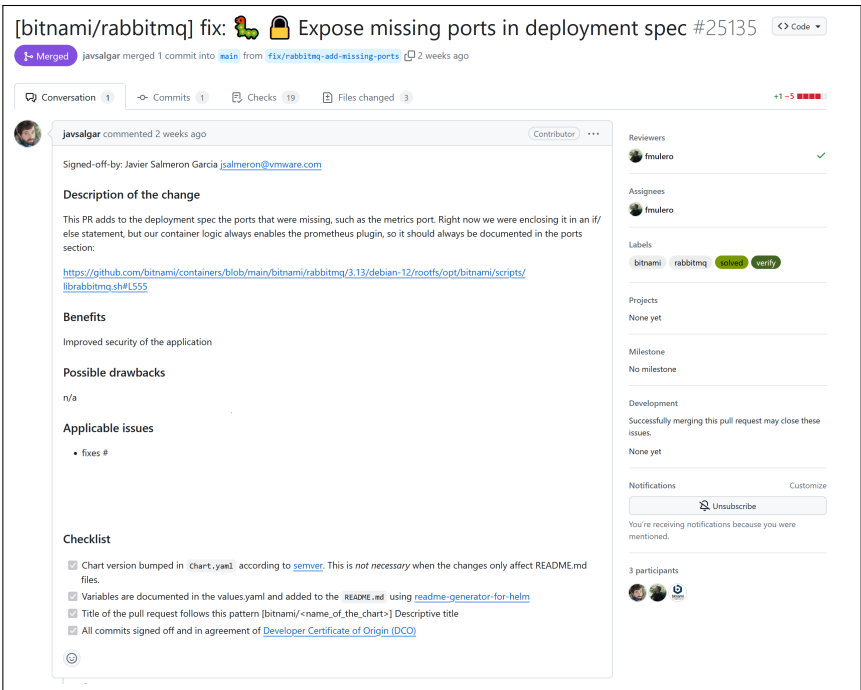 [bitnami/rabbitmq] fix: 🐛 🔒 Expose missing ports in deployment spec #25135
<> Code
Merged javsalgar merged 1 commit into main from fix/rabbitmq-add-missing-ports 2 weeks ago
Conversation 1 Commits 1 Checks 19 Files changed 3
+1 −5
javsalgar commented 2 weeks ago Contributor ···
Signed-off-by: Javier Salmeron Garcia jsalmeron@vmware.com
Description of the change
This PR adds to the deployment spec the ports that were missing, such as the metrics port. Right now we were enclosing it in an if/
else statement, but our container logic always enables the prometheus plugin, so it should always be documented in the ports
section:
https://github.com/bitnami/containers/blob/main/bitnami/rabbitmq/3.13/debian-12/rootfs/opt/bitnami/scripts/
librabbitmq.sh#L555
Benefits
Improved security of the application
Possible drawbacks
n/a
Applicable issues
• fixes #
Checklist
Chart version bumped in Chart.yaml according to semver. This is not necessary when the changes only affect README.md
files.
Variables are documented in the values.yaml and added to the README.md using readme-generator-for-helm
Title of the pull request follows this pattern [bitnami/<name_of_the_chart>] Descriptive title
All commits signed off and in agreement of Developer Certificate of Origin (DCO)
Reviewers
fmulero
Assignees
fmulero
Labels
bitnami rabbitmq solved verify
Projects
None yet
Milestone
No milestone
Development
Successfully merging this pull request may close these
issues.
None yet
Notifications Customize
Unsubscribe
You're receiving notifications because you were
mentioned.
3 participants